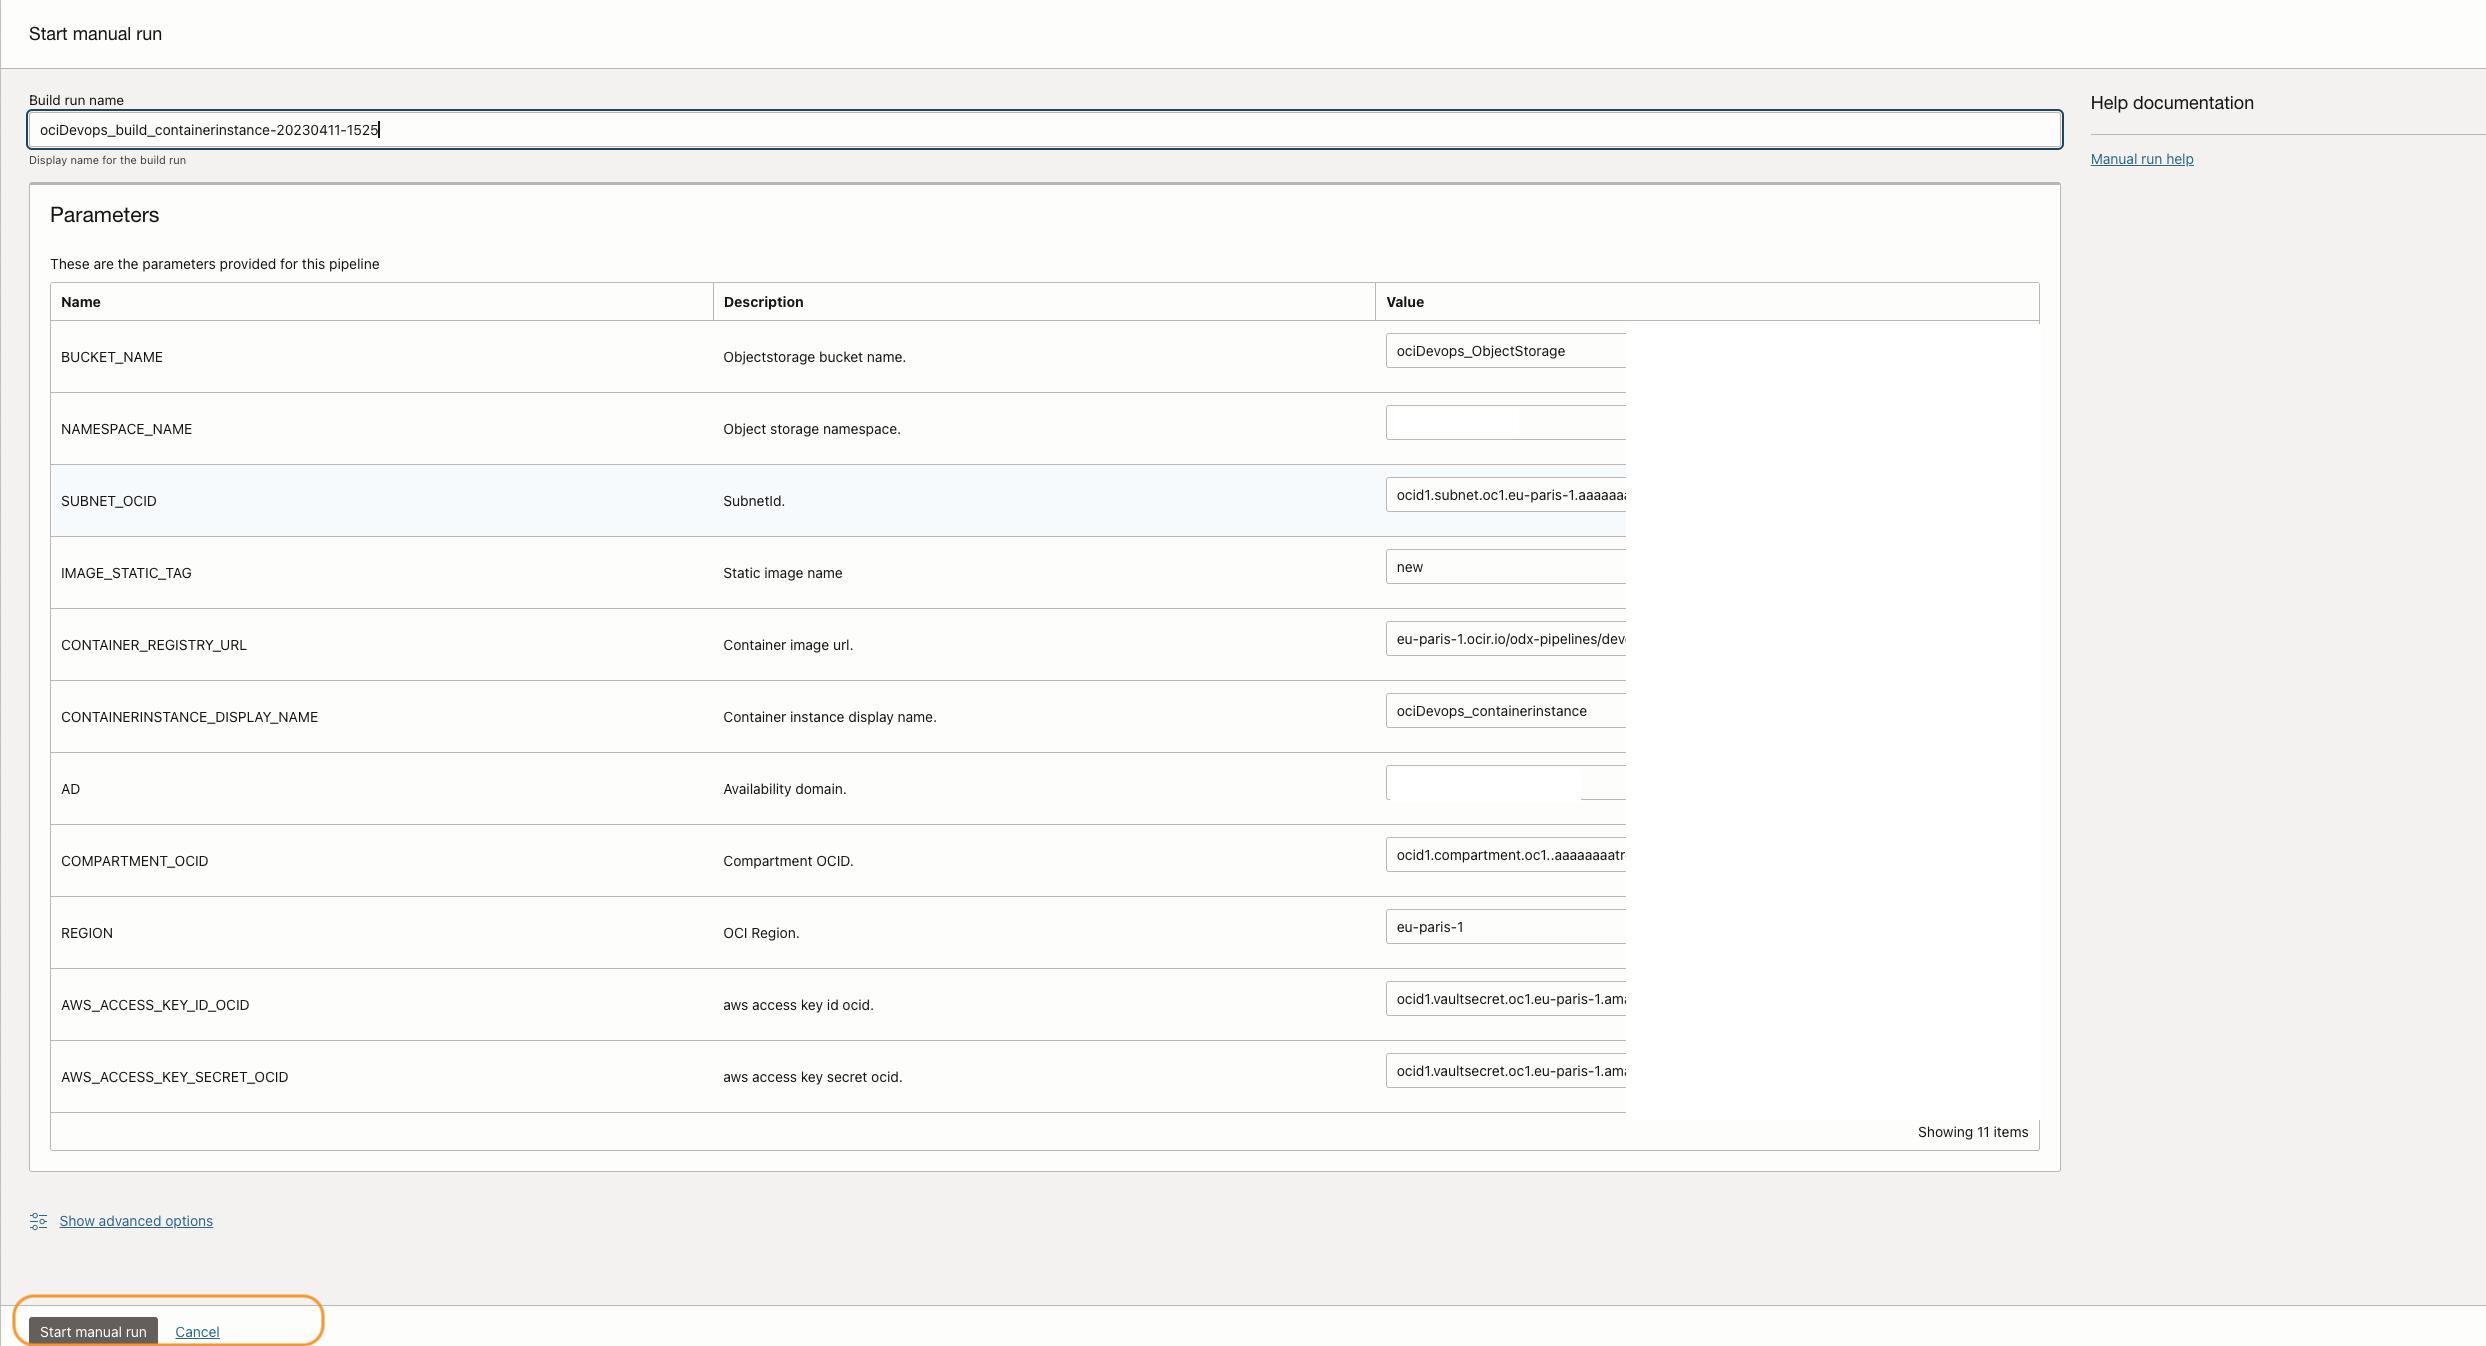 Start manual run
Build run name
ociDevops_build_containerinstance-20230411-1525
Display name for the build run
Help documentation
Manual run help
Parameters
These are the parameters provided for this pipeline
Name Description Value
BUCKET_NAME Objectstorage bucket name. ociDevops_ObjectStorage
NAMESPACE_NAME Object storage namespace.
SUBNET_OCID SubnetId. ocid1.subnet.oc1.eu-paris-1.aaaaaaa
IMAGE_STATIC_TAG Static image name new
CONTAINER_REGISTRY_URL Container image url. eu-paris-1.ocir.io/odx-pipelines/dev
CONTAINERINSTANCE_DISPLAY_NAME Container instance display name. ociDevops_containerinstance
AD Availability domain.
COMPARTMENT_OCID Compartment OCID. ocid1.compartment.oc1..aaaaaaaatr
REGION OCI Region. eu-paris-1
AWS_ACCESS_KEY_ID_OCID aws access key id ocid. ocid1.vaultsecret.oc1.eu-paris-1.ama
AWS_ACCESS_KEY_SECRET_OCID aws access key secret ocid. ocid1.vaultsecret.oc1.eu-paris-1.ama
Showing 11 items
Show advanced options
Start manual run Cancel